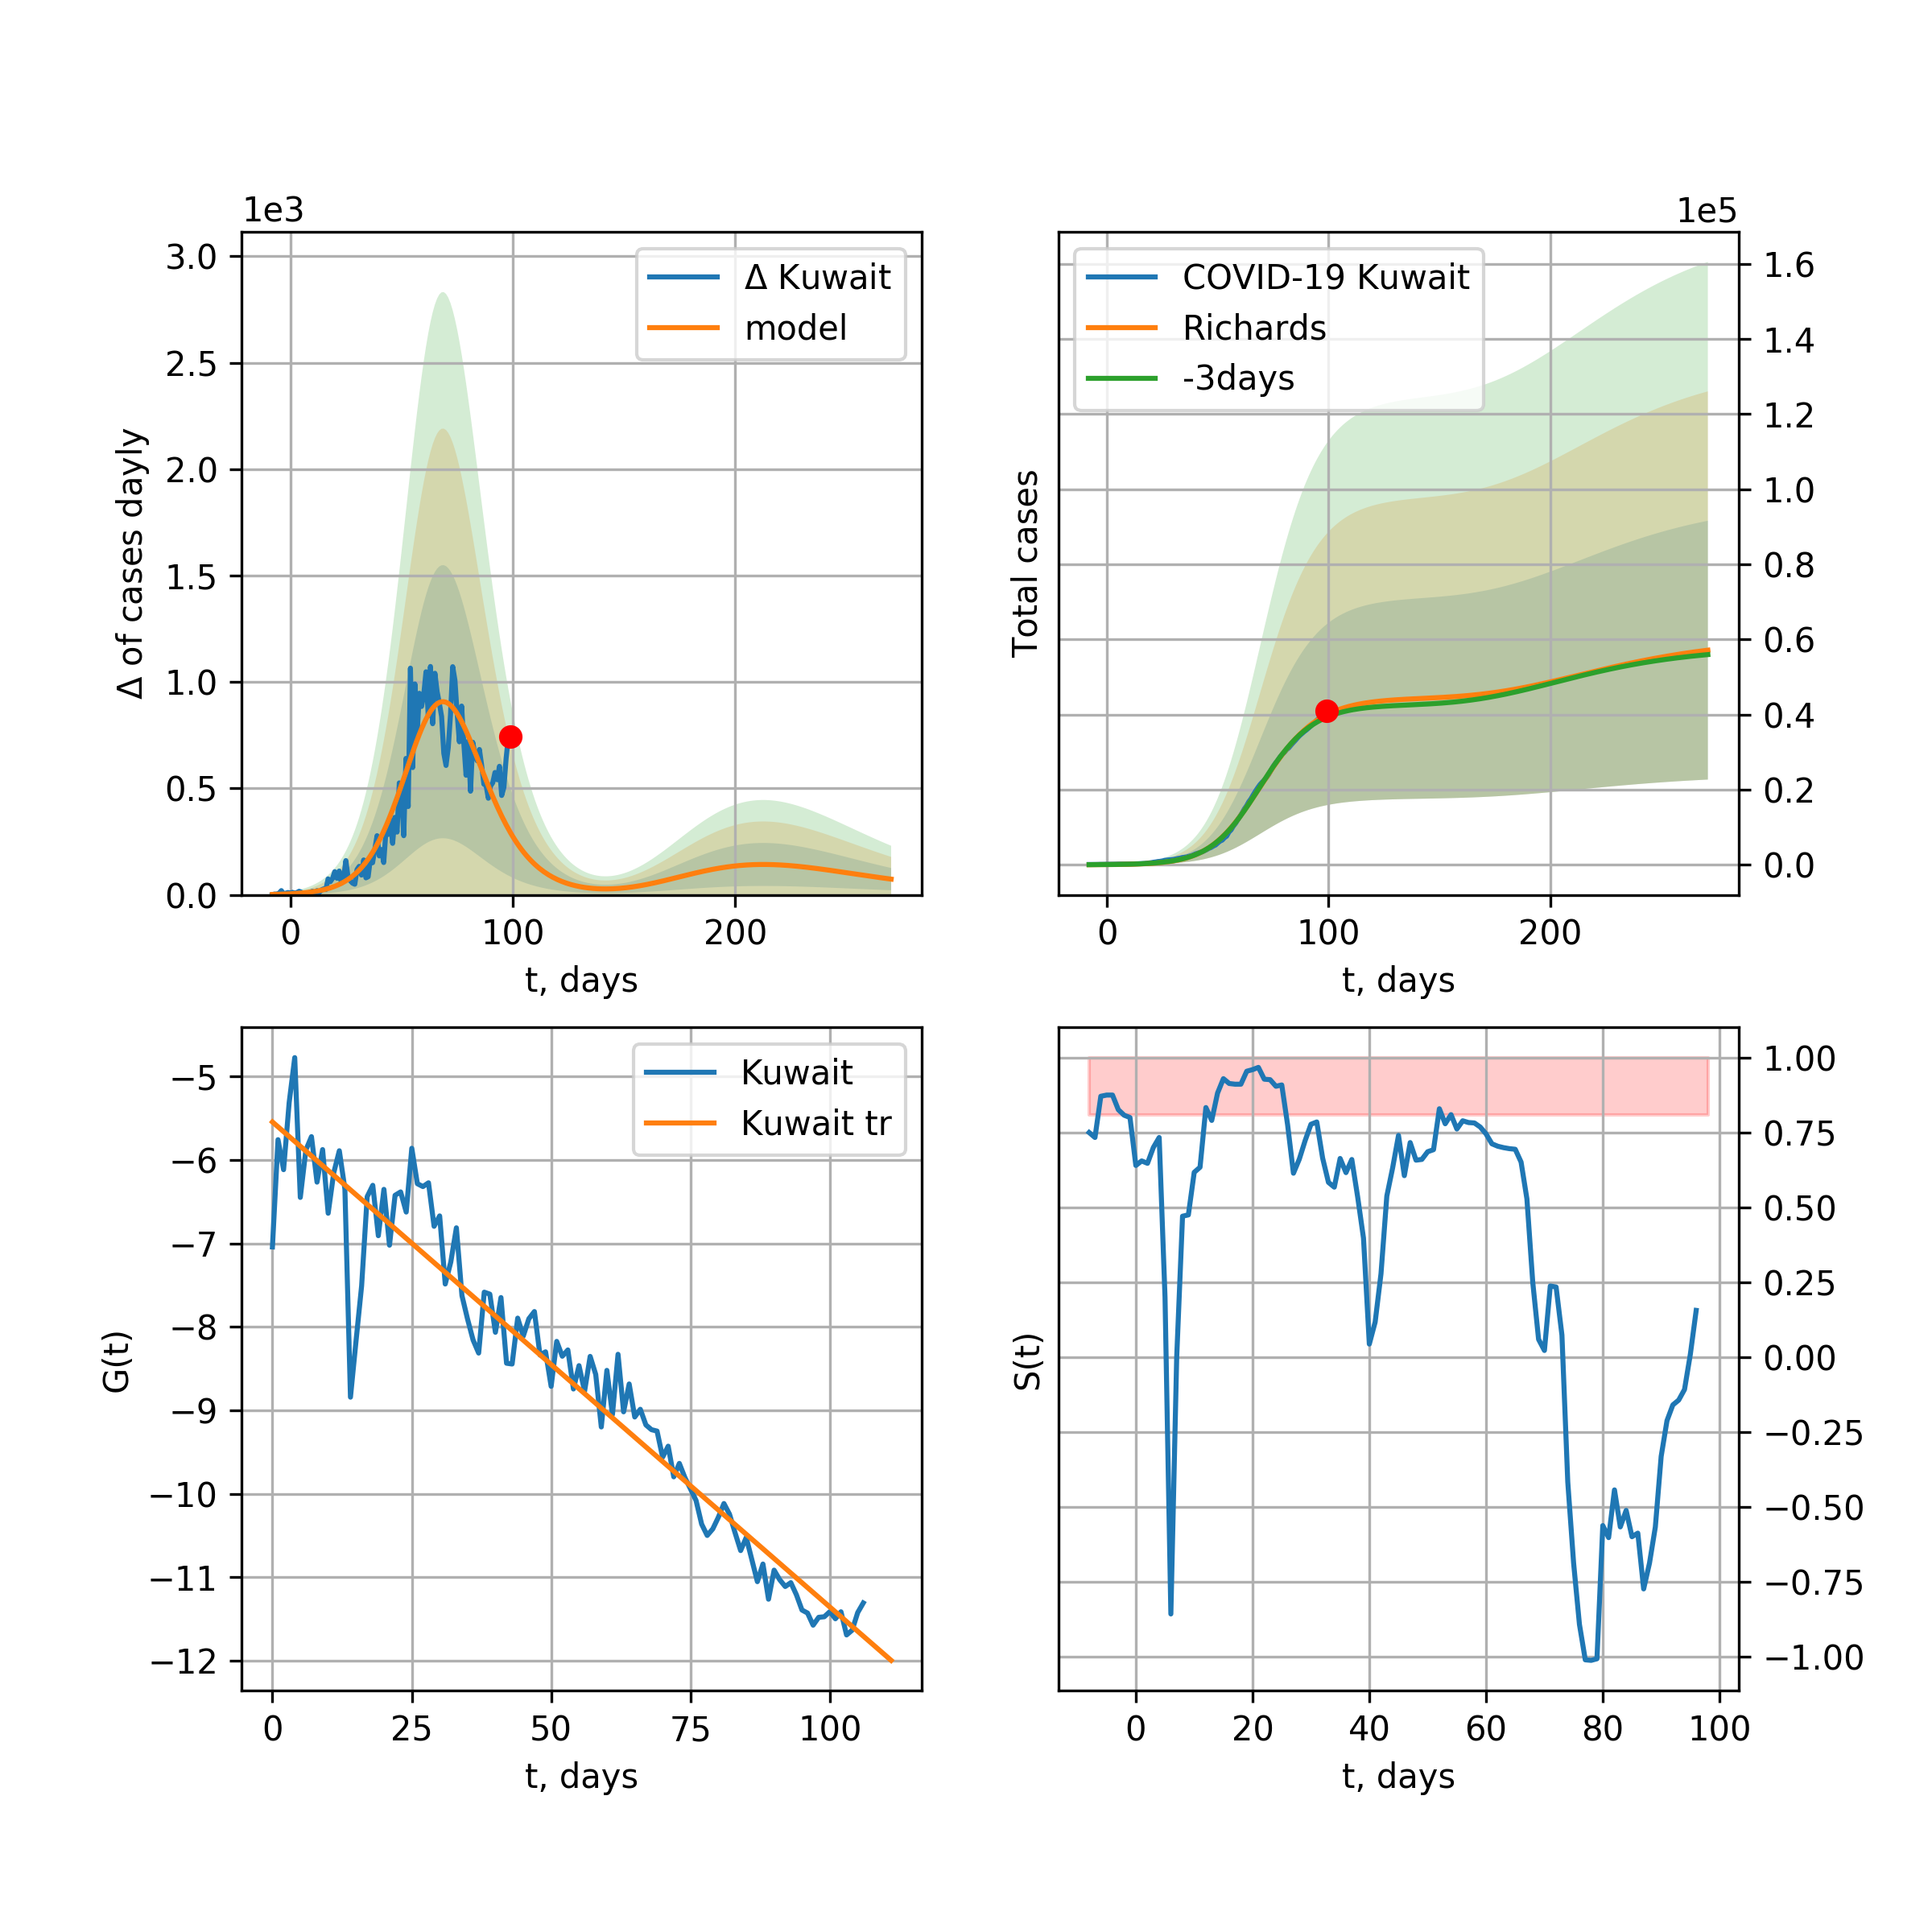 1e3
3.0
2.5
2.0
1.5
1.0
0.5
0.0
0 100 200
t, days
Δ of cases dayly
Δ Kuwait
model
1e5
1.6
1.4
1.2
1.0
0.8
0.6
0.4
0.2
0.0
0 100 200
t, days
Total cases
COVID-19 Kuwait
Richards
-3days
−5
−6
−7
−8
−9
−10
−11
−12
0 25 50 75 100
t, days
G(t)
Kuwait
Kuwait tr
1.00
0.75
0.50
0.25
0.00
−0.25
−0.50
−0.75
−1.00
0 20 40 60 80 100
t, days
S(t)